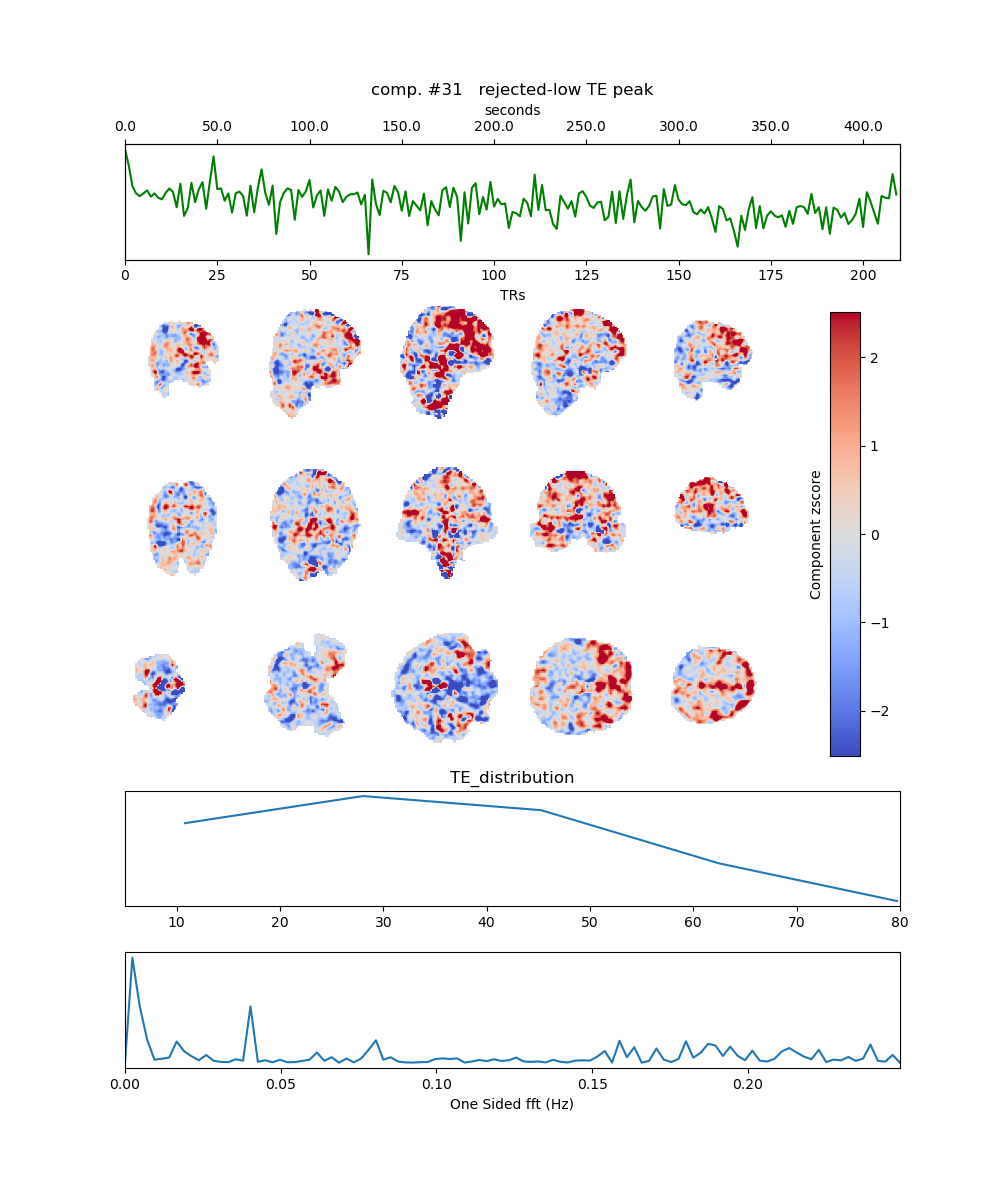 comp. #31   rejected-low TE peak
seconds
0.0 50.0 100.0 150.0 200.0 250.0 300.0 350.0 400.0
0 25 50 75 100 125 150 175 200
TRs
2
1
0
−1
−2
Component zscore
TE_distribution
10 20 30 40 50 60 70 80
0.00 0.05 0.10 0.15 0.20
One Sided fft (Hz)